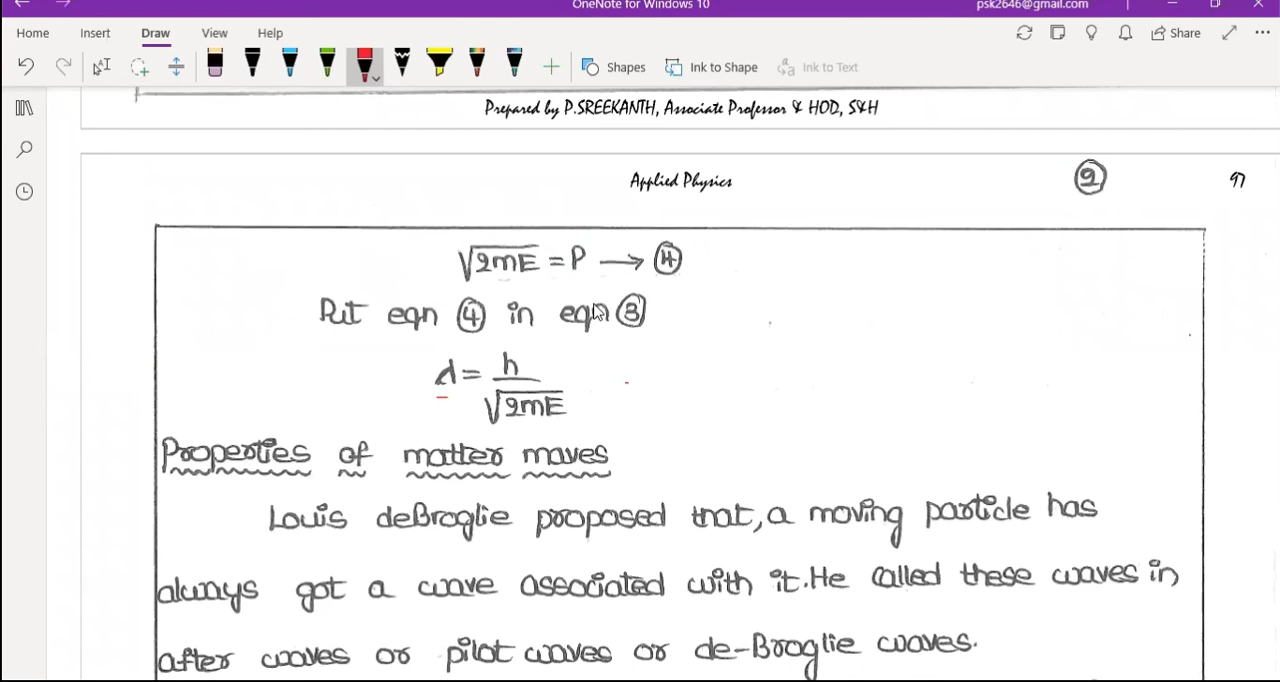 OneNote for Windows 10
psk2646@gmail.com
Home Insert Draw View Help
Share
Shapes Ink to Shape Ink to Text
Prepared by P.SREEKANTH, Associate Professor & HOD, S&H
Applied Physics ② 97
√2mE = P → ④
Put eqn ④ in eqn ③
λ = h
√2mE
Properties of matter maves
Louis deBroglie proposed that, a moving particle has
always got a wave associated with it. He called these waves in
after waves or pilot waves or de-Broglie waves.